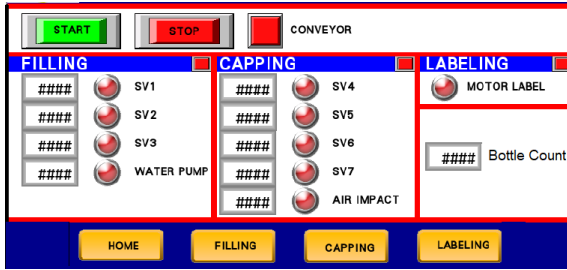 START STOP CONVEYOR
FILLING CAPPING LABELING
#### SV1 #### SV4 MOTOR LABEL
#### SV2 #### SV5
#### SV3 #### SV6 #### Bottle Count
#### WATER PUMP #### SV7
#### AIR IMPACT
HOME FILLING CAPPING LABELING